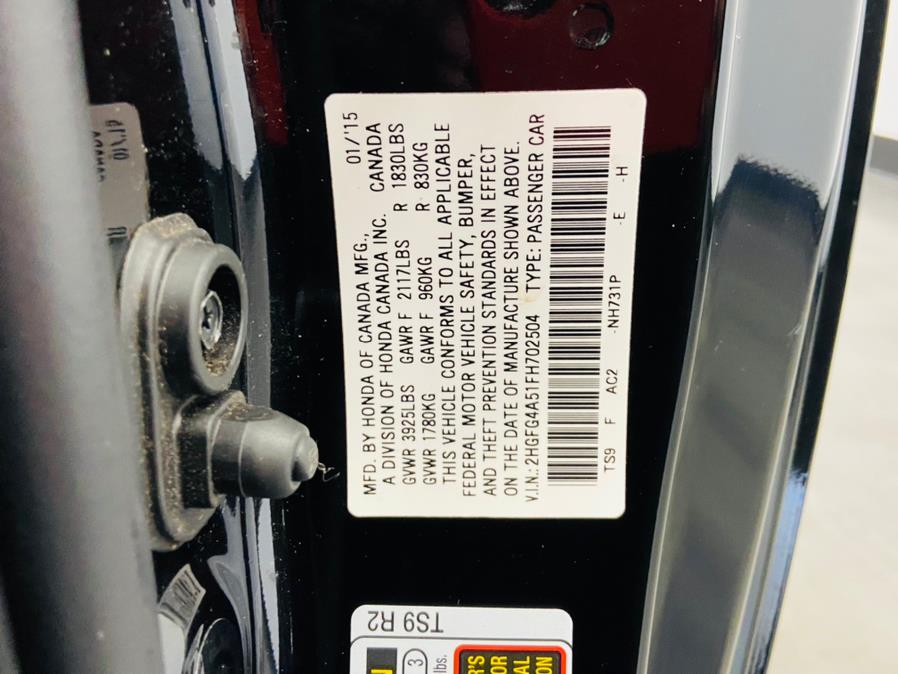 MFD. BY HONDA OF CANADA MFG., 01/'15
A DIVISION OF HONDA CANADA INC. CANADA
GVWR 3925LBS GAWR F 2117LBS R 1830LBS
GVWR 1780KG GAWR F 960KG R 830KG
THIS VEHICLE CONFORMS TO ALL APPLICABLE
FEDERAL MOTOR VEHICLE SAFETY, BUMPER,
AND THEFT PREVENTION STANDARDS IN EFFECT
ON THE DATE OF MANUFACTURE SHOWN ABOVE.
V.I.N.: 2HGFG4A51FH702504 TYPE: PASSENGER CAR
TS9 F AC2 -NH731P -E -H
TS9 R2
3
lbs.